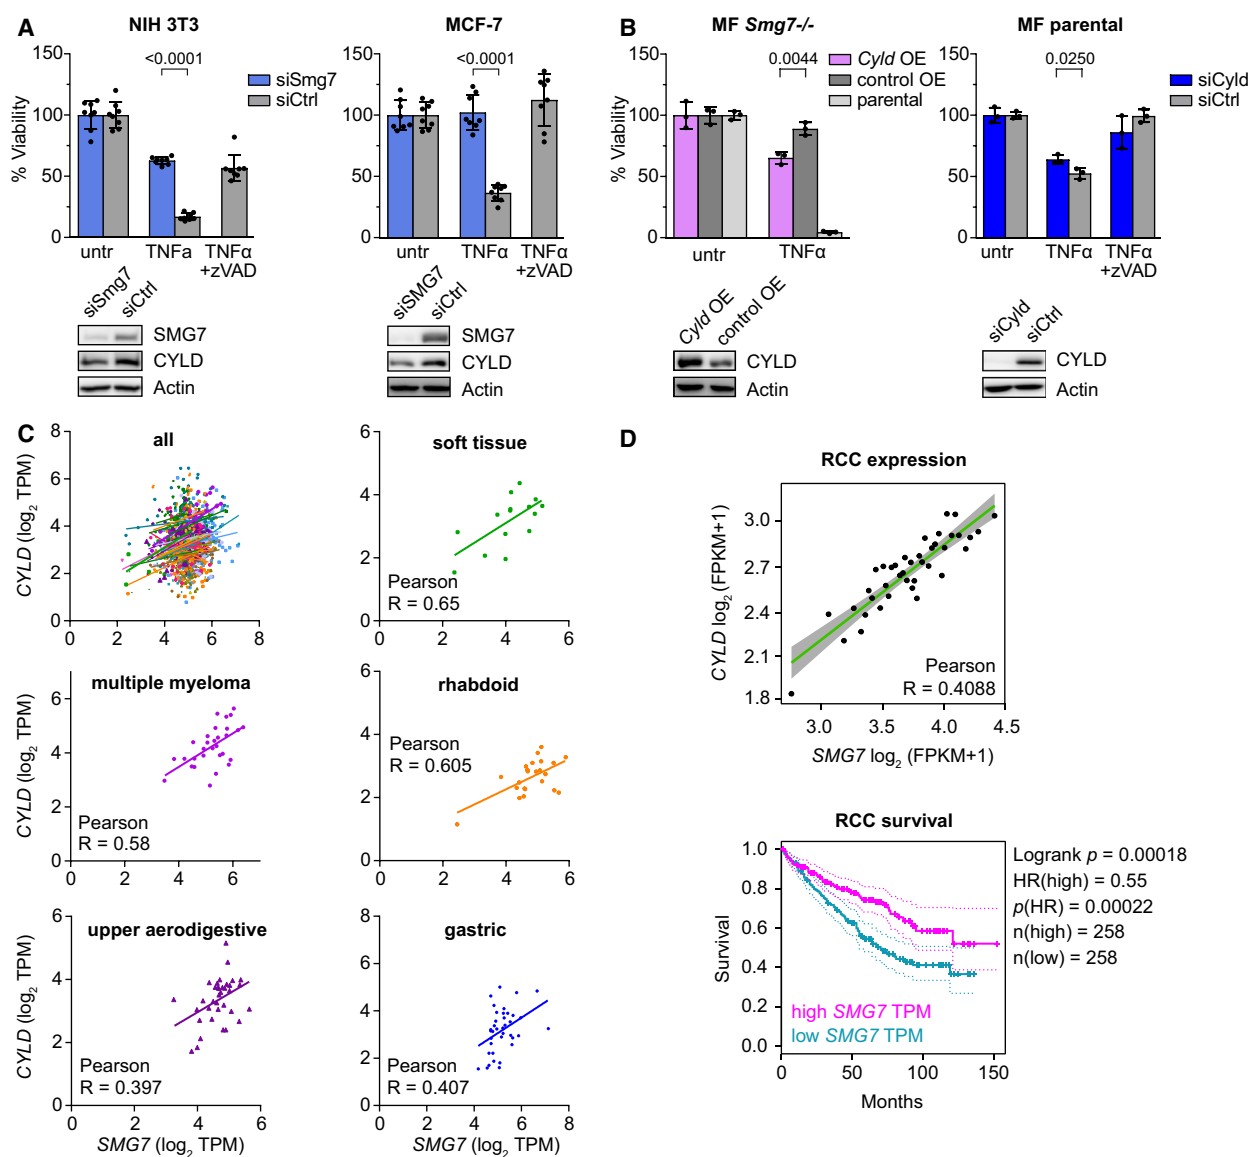 A
NIH 3T3
<0.0001
siSmg7
siCtrl
% Viability
150
100
50
0
untr
TNFa
TNFα
+zVAD
siSmg7
siCtrl
SMG7
CYLD
Actin
MCF-7
<0.0001
150
100
50
0
untr
TNFα
TNFα
+zVAD
siSMG7
siCtrl
SMG7
CYLD
Actin
B
MF Smg7-/-
0.0044
Cyld OE
control OE
parental
% Viability
150
100
50
0
untr
TNFα
Cyld OE
control OE
CYLD
Actin
MF parental
0.0250
siCyld
siCtrl
150
100
50
0
untr
TNFα
TNFα
+zVAD
siCyld
siCtrl
CYLD
Actin
C
all
CYLD (log2 TPM)
8
6
4
2
0
0 2 4 6 8
soft tissue
6
4
2
0
Pearson
R = 0.65
0 2 4 6
multiple myeloma
CYLD (log2 TPM)
6
4
2
0
Pearson
R = 0.58
0 2 4 6
rhabdoid
6
4
2
0
Pearson
R = 0.605
0 2 4 6
upper aerodigestive
CYLD (log2 TPM)
6
4
2
0
Pearson
R = 0.397
0 2 4 6
SMG7 (log2 TPM)
gastric
8
6
4
2
0
Pearson
R = 0.407
0 2 4 6 8
SMG7 (log2 TPM)
D
RCC expression
CYLD log2 (FPKM+1)
3.0
2.7
2.4
2.1
1.8
Pearson
R = 0.4088
3.0 3.5 4.0 4.5
SMG7 log2 (FPKM+1)
RCC survival
Survival
1.0
0.8
0.6
0.4
0.2
0.0
high SMG7 TPM
low SMG7 TPM
0 50 100 150
Months
Logrank p = 0.00018
HR(high) = 0.55
p(HR) = 0.00022
n(high) = 258
n(low) = 258